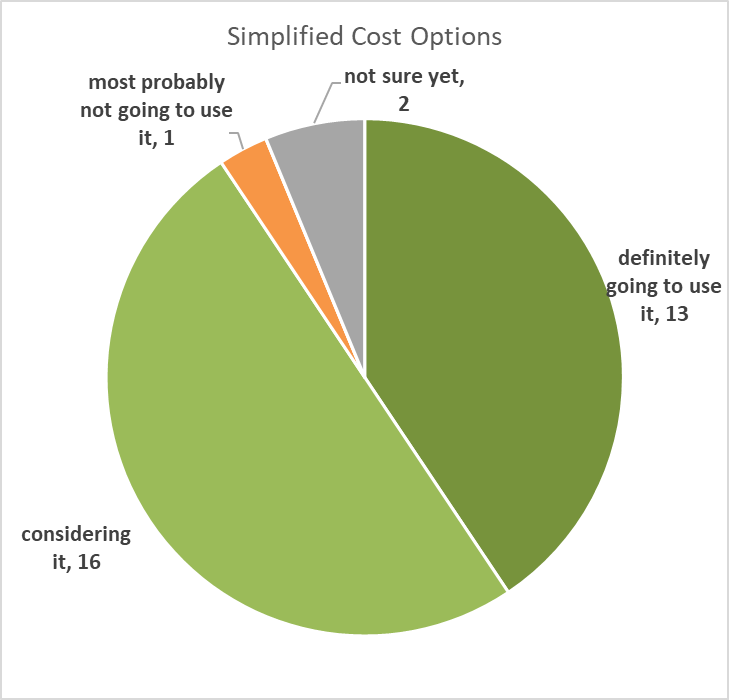 Simplified Cost Options
most probably
not going to use
it, 1
not sure yet,
2
definitely
going to use
it, 13
considering
it, 16